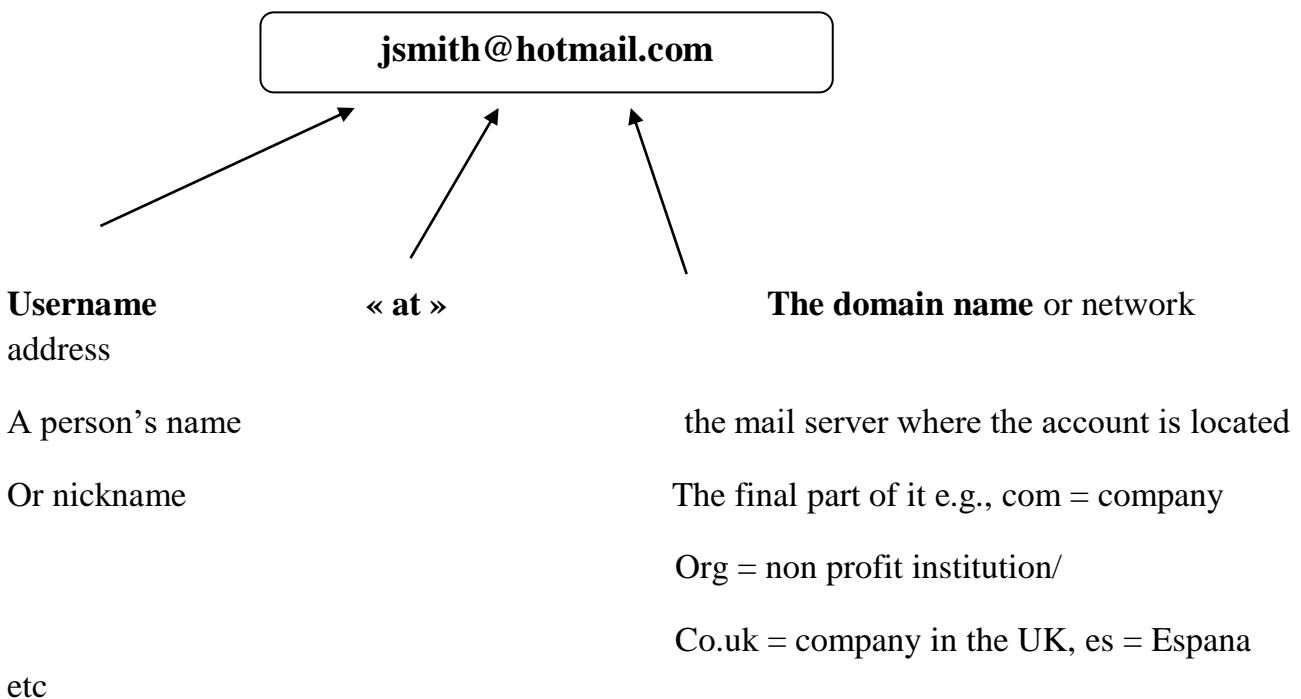 jsmith@hotmail.com
Username « at » The domain name or network
address
A person’s name the mail server where the account is located
Or nickname The final part of it e.g., com = company
Org = non profit institution/
Co.uk = company in the UK, es = Espana
etc